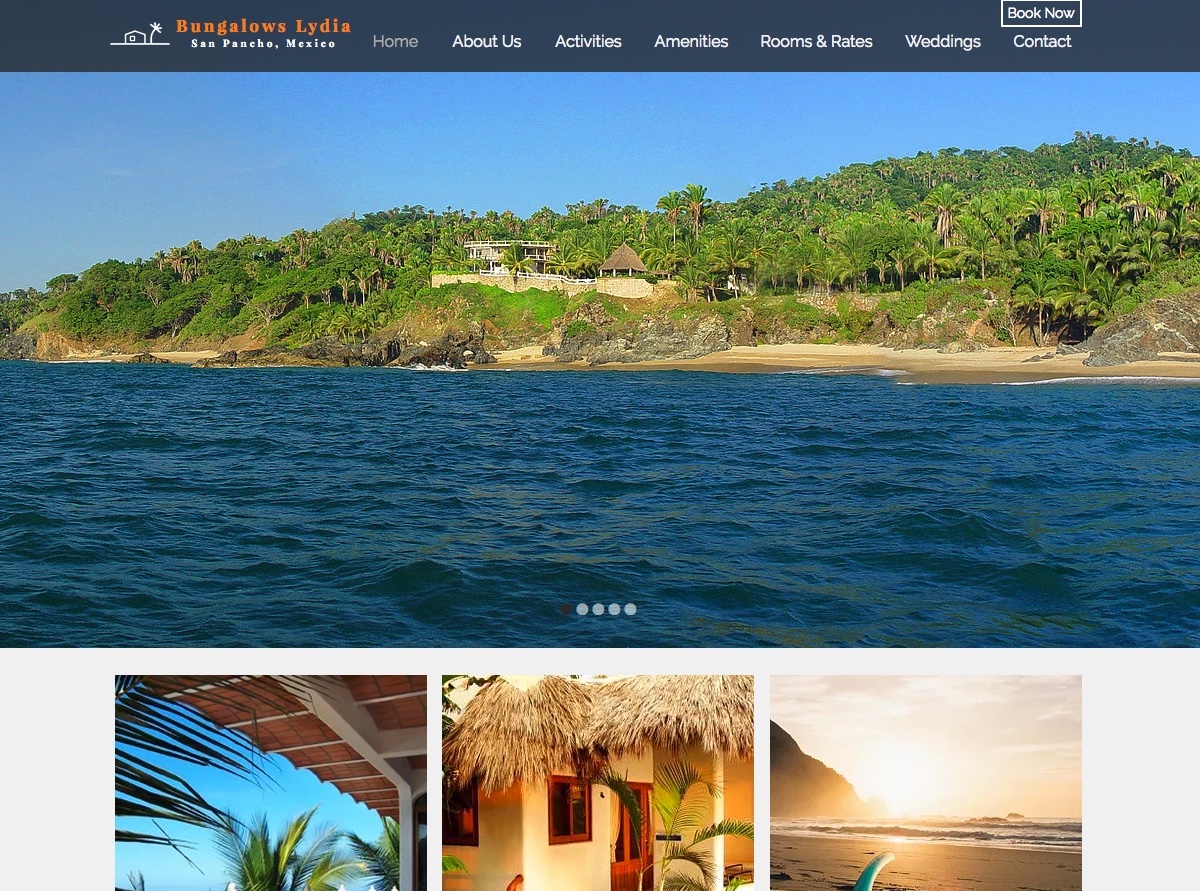 Book Now
Bungalows Lydia
San Pancho, Mexico
Home About Us Activities Amenities Rooms & Rates Weddings Contact